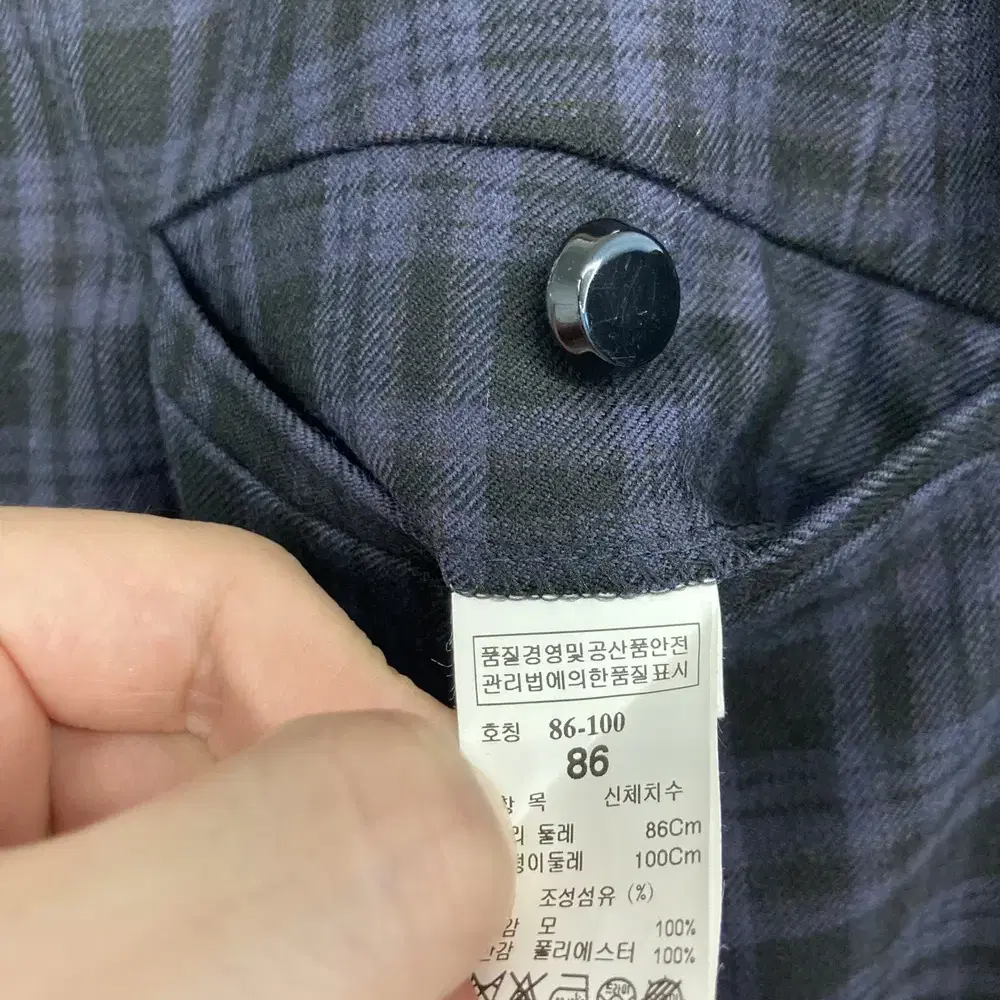 품질경영및공산품안전
관리법에의한품질표시
호칭 86-100
86
항 목 신체치수
둘레 86Cm
둘레 100Cm
조성섬유 (%)
모 100%
폴리에스터 100%
드라이